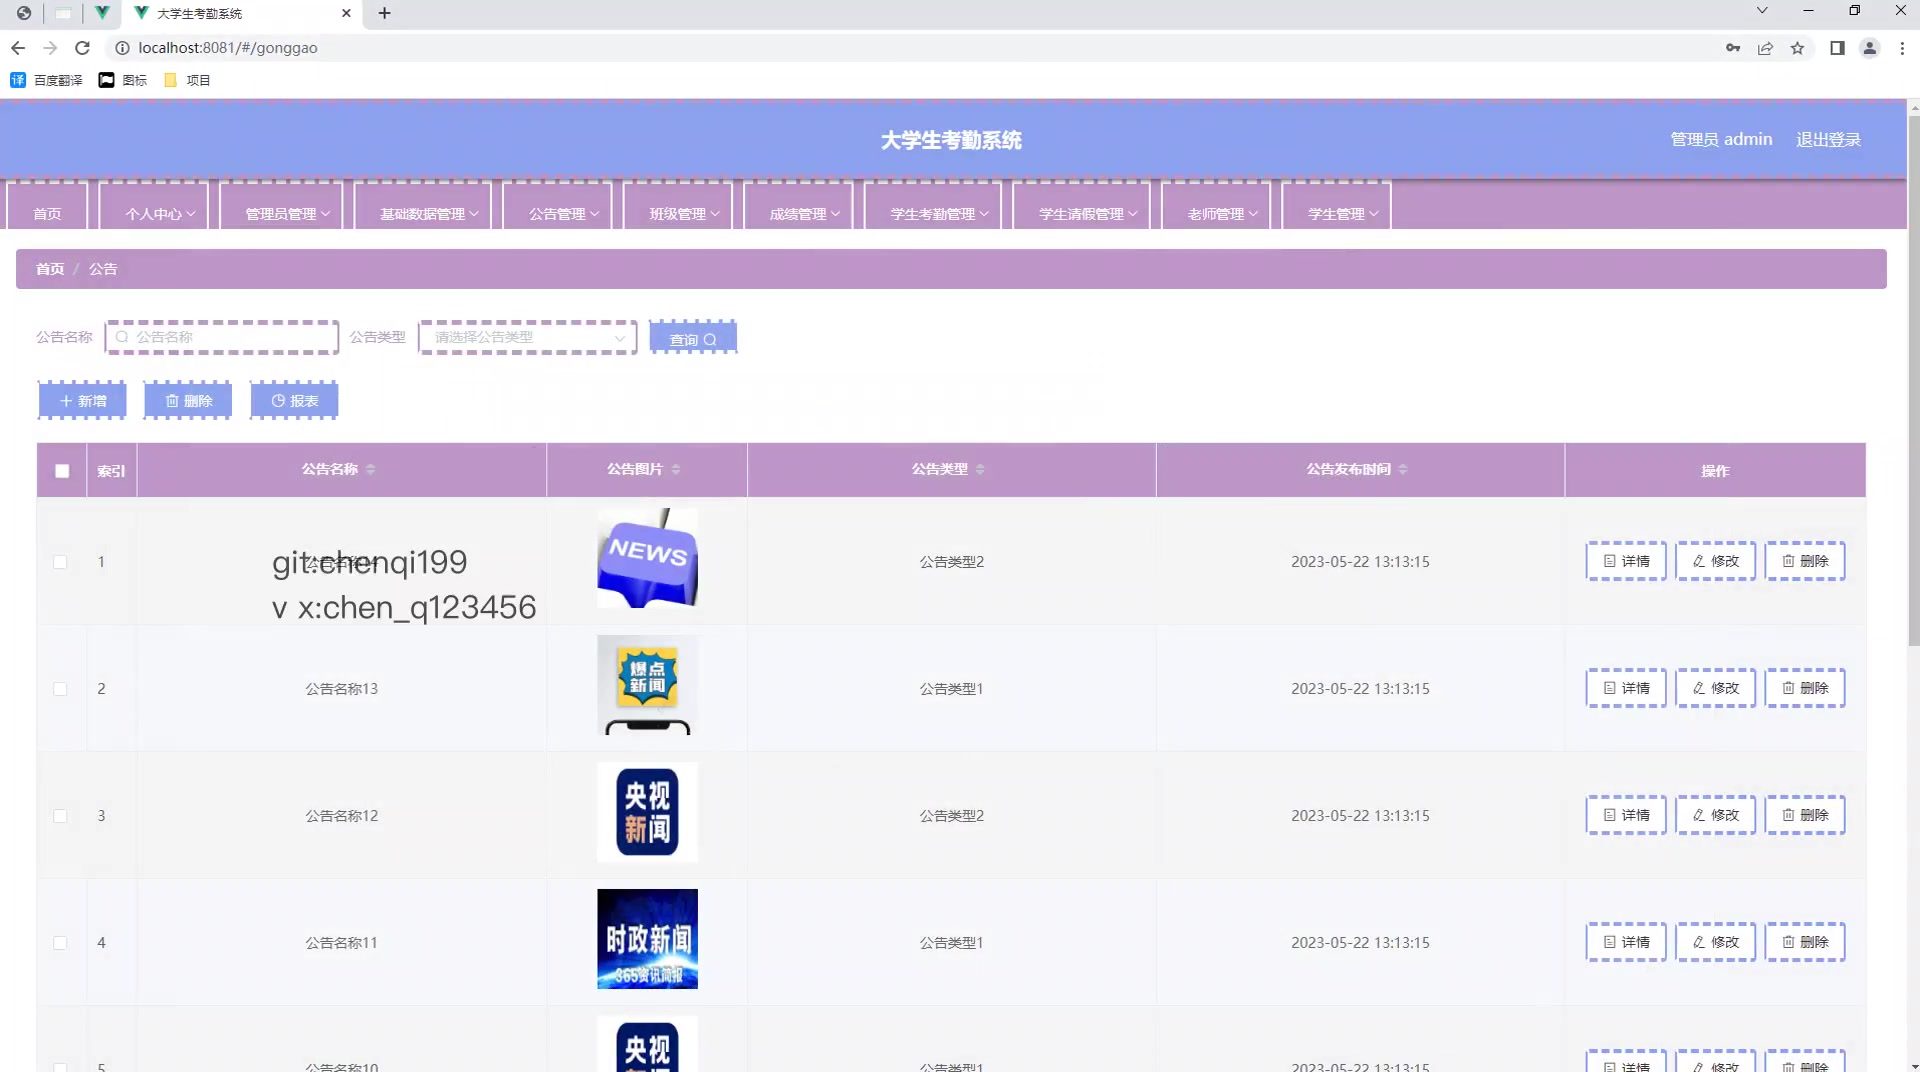 大学生考勤系统
localhost:8081/#/gonggao
百度翻译 图标 项目
大学生考勤系统
管理员 admin 退出登录
首页 个人中心 管理员管理 基础数据管理 公告管理 班级管理 成绩管理 学生考勤管理 学生请假管理 老师管理 学生管理
首页 / 公告
公告名称 公告名称 公告类型 请选择公告类型 查询
新增 删除 报表
索引 公告名称 公告图片 公告类型 公告发布时间 操作
1 公告名称14 NEWS 公告类型2 2023-05-22 13:13:15 详情 修改 删除
git:chenqi199
v x:chen_q123456
2 公告名称13 公告类型1 2023-05-22 13:13:15 详情 修改 删除
爆点
新闻
3 公告名称12 公告类型2 2023-05-22 13:13:15 详情 修改 删除
央视
新闻
4 公告名称11 公告类型1 2023-05-22 13:13:15 详情 修改 删除
时政新闻
365资讯简报
央视
5 公告名称10 公告类型1 2023-05-22 13:13:15 详情 修改 删除